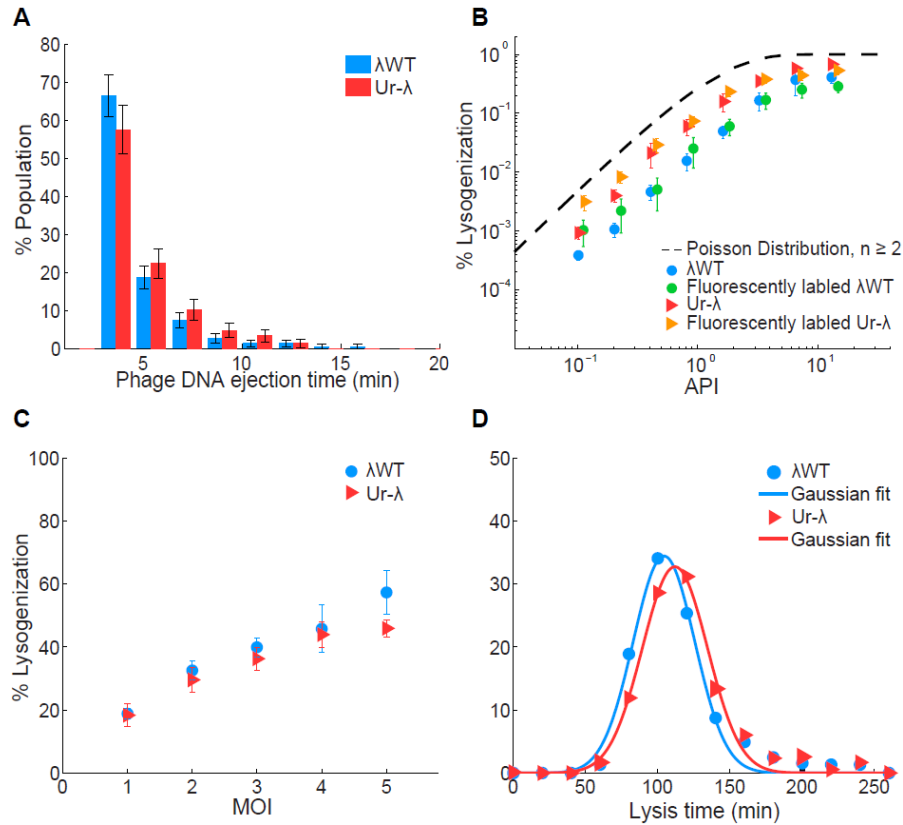 A
80
70
60
50
40
30
20
10
0
% Population
λWT
Ur-λ
5
10
15
20
Phage DNA ejection time (min)
B
10^0
10^-1
10^-2
10^-3
10^-4
% Lysogenization
Poisson Distribution, n ≥ 2
λWT
Fluorescently labled λWT
Ur-λ
Fluorescently labled Ur-λ
10^-1
10^0
10^1
API
C
100
80
60
40
20
0
% Lysogenization
λWT
Ur-λ
0
1
2
3
4
5
MOI
D
50
40
30
20
10
0
λWT
Gaussian fit
Ur-λ
Gaussian fit
0
50
100
150
200
250
Lysis time (min)